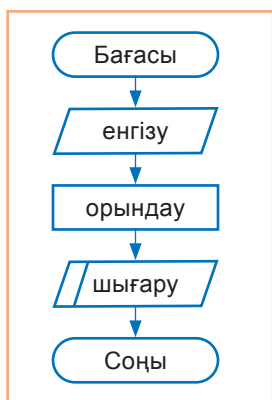 Бағасы
енгізу
орындау
шығару
Соңы